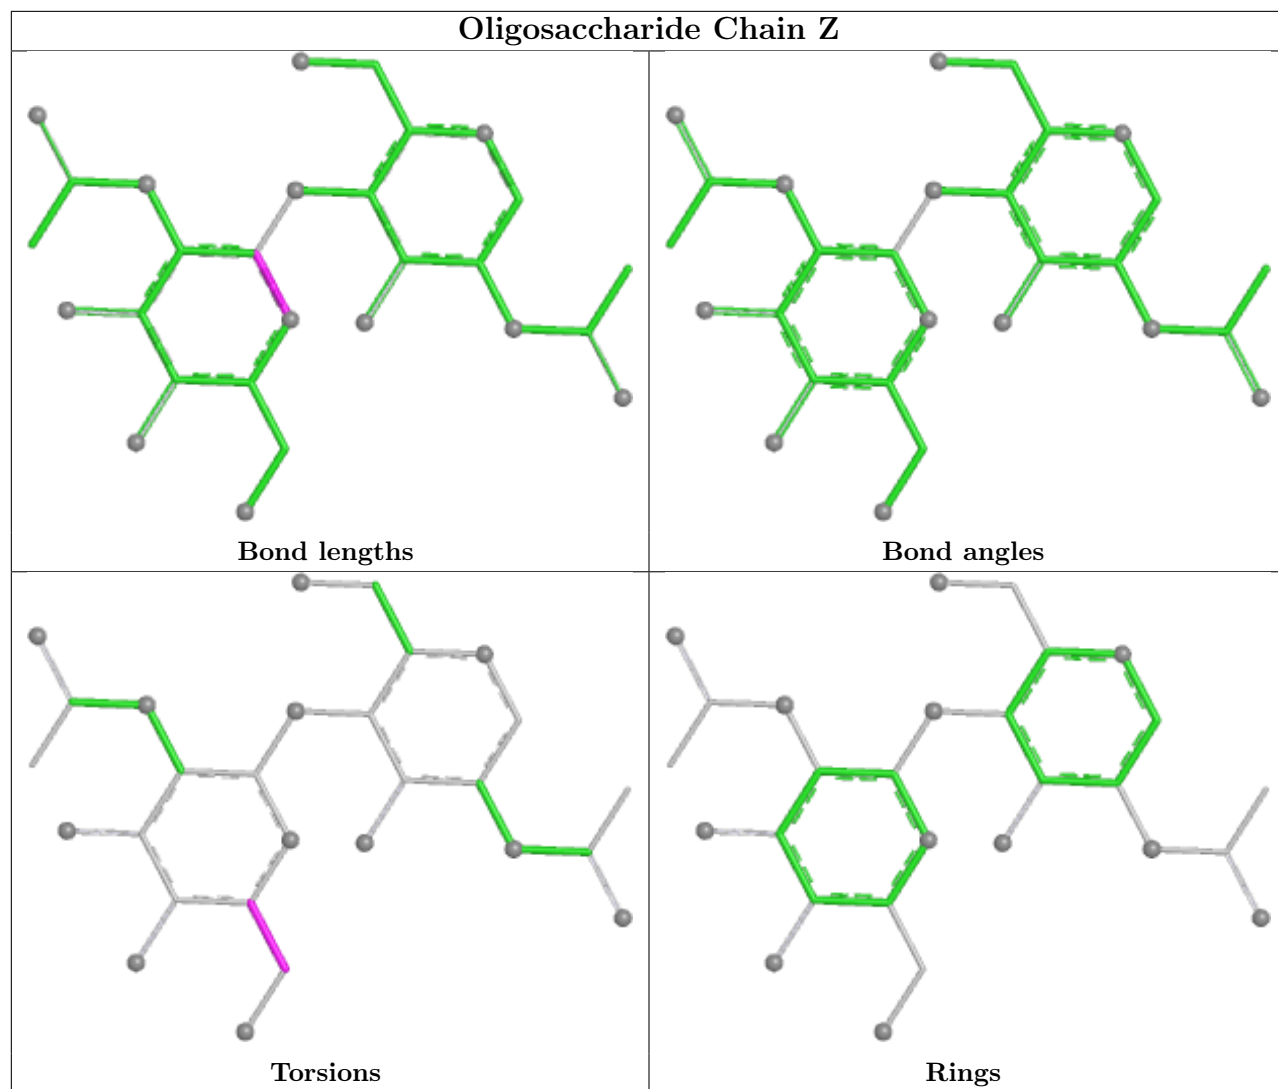 Oligosaccharide Chain Z
Bond lengths
Bond angles
Torsions
Rings